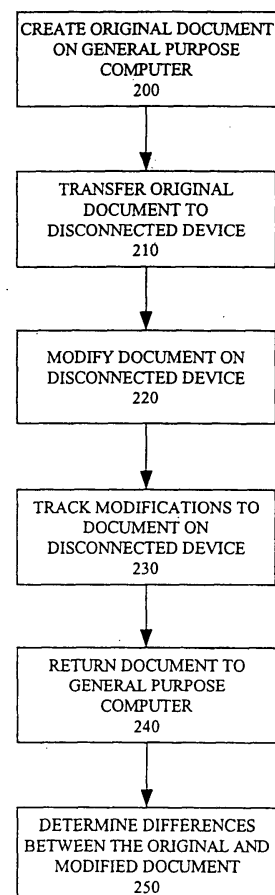 CREATE ORIGINAL DOCUMENT
ON GENERAL PURPOSE
COMPUTER
200
TRANSFER ORIGINAL
DOCUMENT TO
DISCONNECTED DEVICE
210
MODIFY DOCUMENT ON
DISCONNECTED DEVICE
220
TRACK MODIFICATIONS TO
DOCUMENT ON
DISCONNECTED DEVICE
230
RETURN DOCUMENT TO
GENERAL PURPOSE
COMPUTER
240
DETERMINE DIFFERENCES
BETWEEN THE ORIGINAL AND
MODIFIED DOCUMENT
250